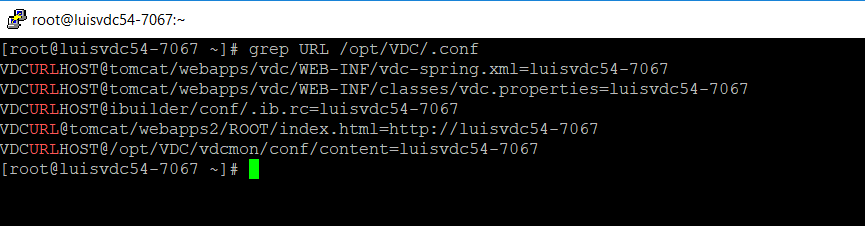 root@luisvdc54-7067:~
[root@luisvdc54-7067 ~]# grep URL /opt/VDC/.conf
VDCURLHOST@tomcat/webapps/vdc/WEB-INF/vdc-spring.xml=luisvdc54-7067
VDCURLHOST@tomcat/webapps/vdc/WEB-INF/classes/vdc.properties=luisvdc54-7067
VDCURLHOST@ibuilder/conf/.ib.rc=luisvdc54-7067
VDCURL@tomcat/webapps2/ROOT/index.html=http://luisvdc54-7067
VDCURLHOST@/opt/VDC/vdcmon/conf/content=luisvdc54-7067
[root@luisvdc54-7067 ~]#